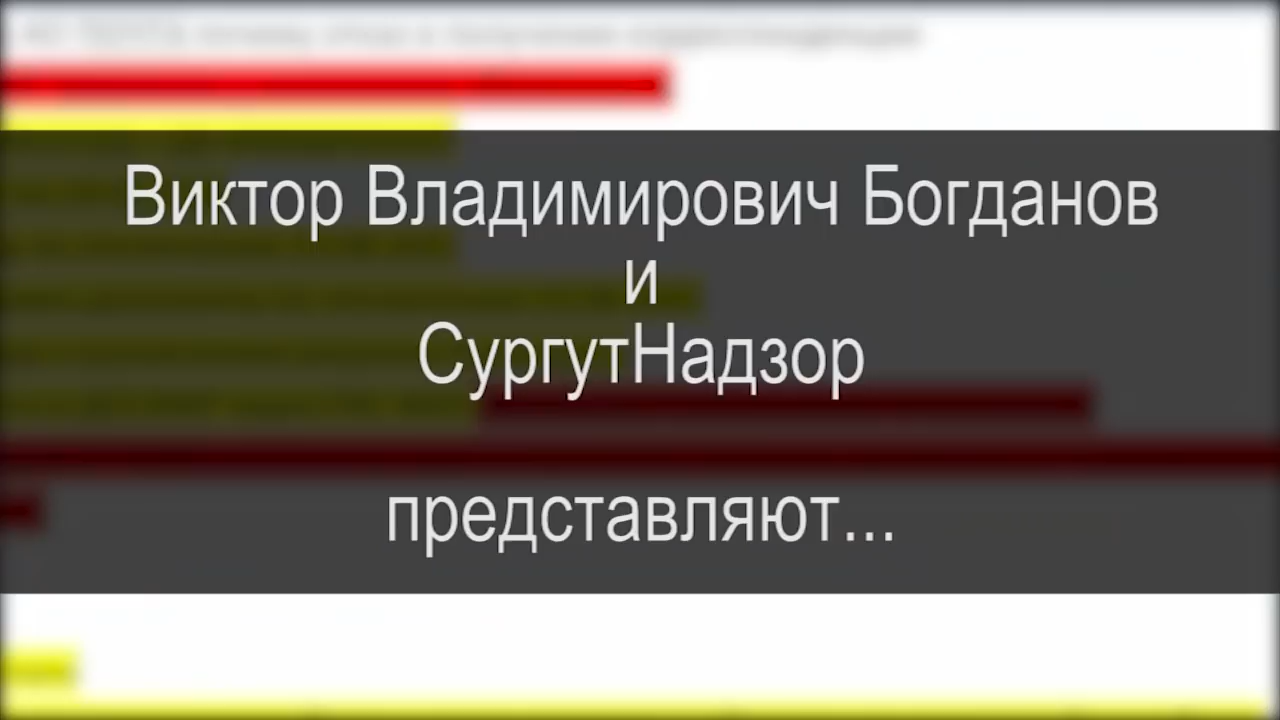 Виктор Владимирович Богданов
и
СургутНадзор
представляют...